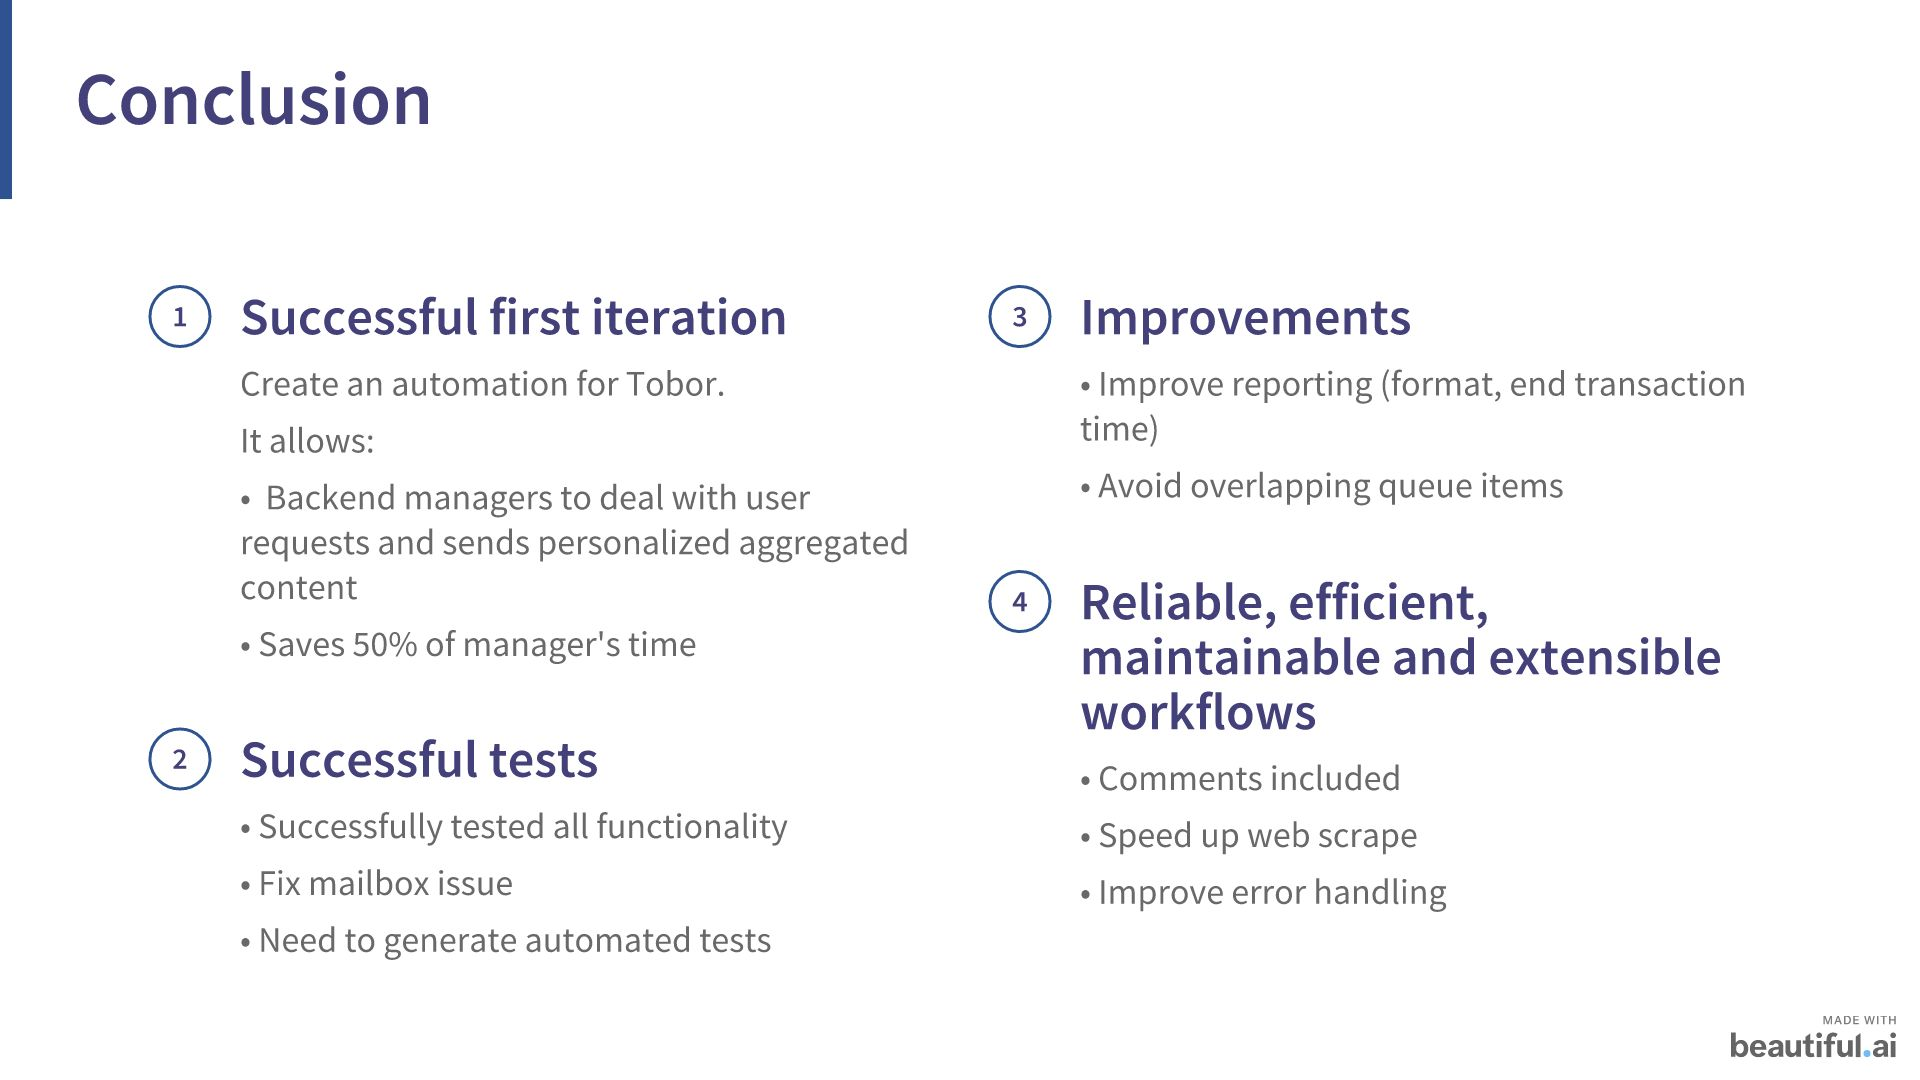 Conclusion
1
Successful first iteration
Create an automation for Tobor.
It allows:
•  Backend managers to deal with user
requests and sends personalized aggregated
content
• Saves 50% of manager's time
2
Successful tests
• Successfully tested all functionality
• Fix mailbox issue
• Need to generate automated tests
3
Improvements
• Improve reporting (format, end transaction
time)
• Avoid overlapping queue items
4
Reliable, efficient,
maintainable and extensible
workflows
• Comments included
• Speed up web scrape
• Improve error handling
MADE WITH
beautiful.ai